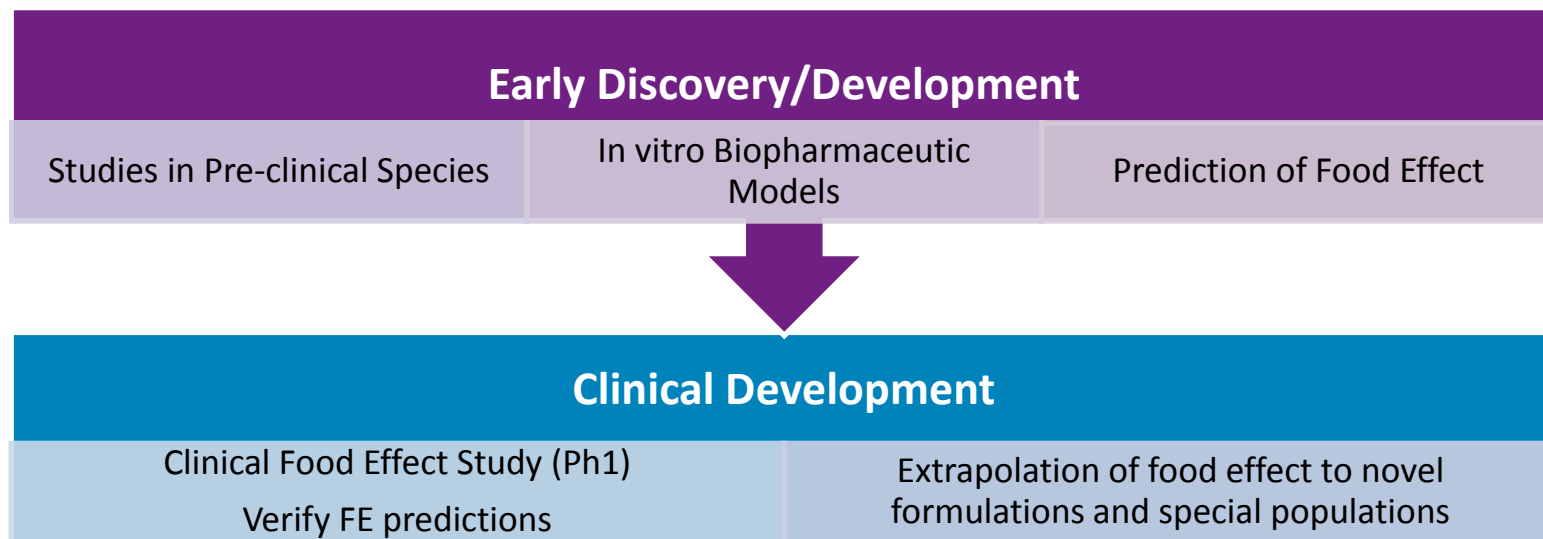 Early Discovery/Development
Studies in Pre-clinical Species
In vitro Biopharmaceutic
Models
Prediction of Food Effect
Clinical Development
Clinical Food Effect Study (Ph1)
Verify FE predictions
Extrapolation of food effect to novel
formulations and special populations